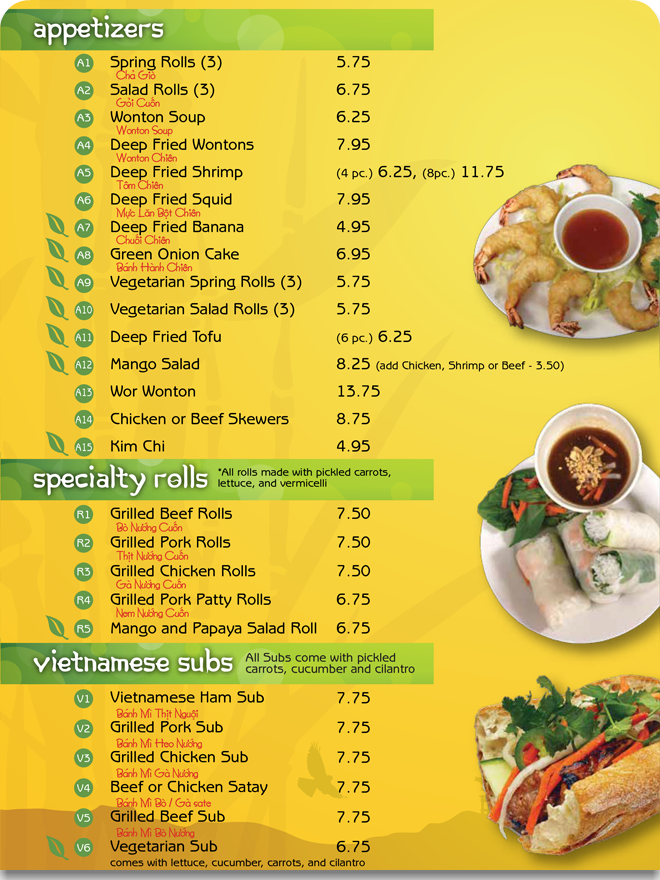 appetizers
A1 Spring Rolls (3) 5.75
Chả Giò
A2 Salad Rolls (3) 6.75
Gỏi Cuốn
A3 Wonton Soup 6.25
Wonton Soup
A4 Deep Fried Wontons 7.95
Wonton Chiên
A5 Deep Fried Shrimp (4 pc.) 6.25, (8pc.) 11.75
Tôm Chiên
A6 Deep Fried Squid 7.95
Mực Lăn Bột Chiên
A7 Deep Fried Banana 4.95
Chuối Chiên
A8 Green Onion Cake 6.95
Bánh Hành Chiên
A9 Vegetarian Spring Rolls (3) 5.75
A10 Vegetarian Salad Rolls (3) 5.75
A11 Deep Fried Tofu (6 pc.) 6.25
A12 Mango Salad 8.25 (add Chicken, Shrimp or Beef - 3.50)
A13 Wor Wonton 13.75
A14 Chicken or Beef Skewers 8.75
A15 Kim Chi 4.95
specialty rolls *All rolls made with pickled carrots,
lettuce, and vermicelli
R1 Grilled Beef Rolls 7.50
Bò Nướng Cuốn
R2 Grilled Pork Rolls 7.50
Thịt Nướng Cuốn
R3 Grilled Chicken Rolls 7.50
Gà Nướng Cuốn
R4 Grilled Pork Patty Rolls 6.75
Nem Nướng Cuốn
R5 Mango and Papaya Salad Roll 6.75
vietnamese subs All Subs come with pickled
carrots, cucumber and cilantro
V1 Vietnamese Ham Sub 7.75
Bánh Mì Thịt Nguội
V2 Grilled Pork Sub 7.75
Bánh Mì Heo Nướng
V3 Grilled Chicken Sub 7.75
Bánh Mì Gà Nướng
V4 Beef or Chicken Satay 7.75
Bánh Mì Bò / Gà sate
V5 Grilled Beef Sub 7.75
Bánh Mì Bò Nướng
V6 Vegetarian Sub 6.75
comes with lettuce, cucumber, carrots, and cilantro